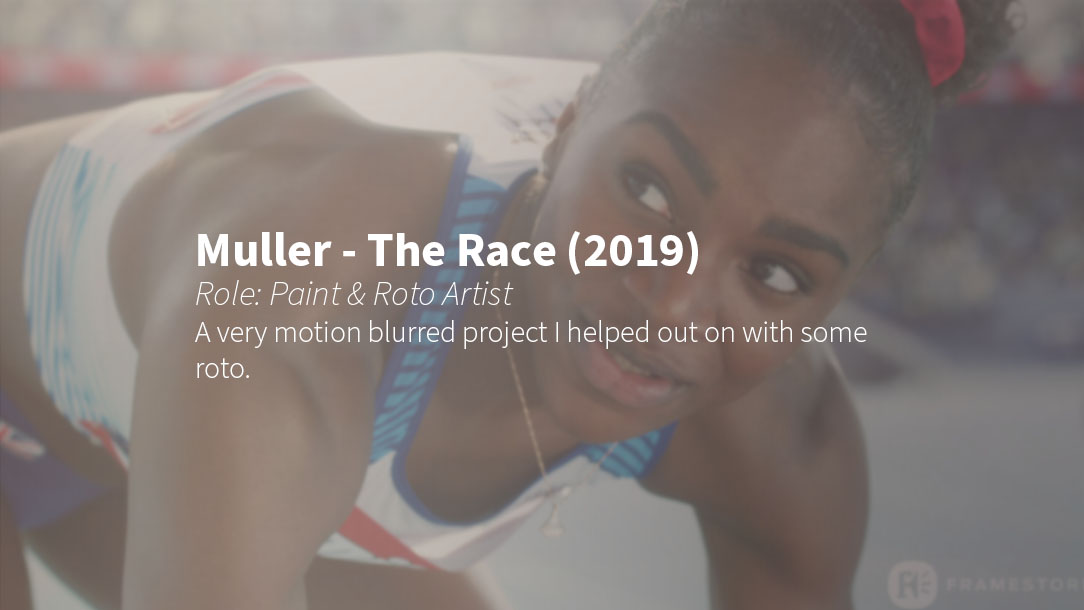 Muller - The Race (2019)
Role: Paint & Roto Artist
A very motion blurred project I helped out on with some
roto.
FRAMESTOR